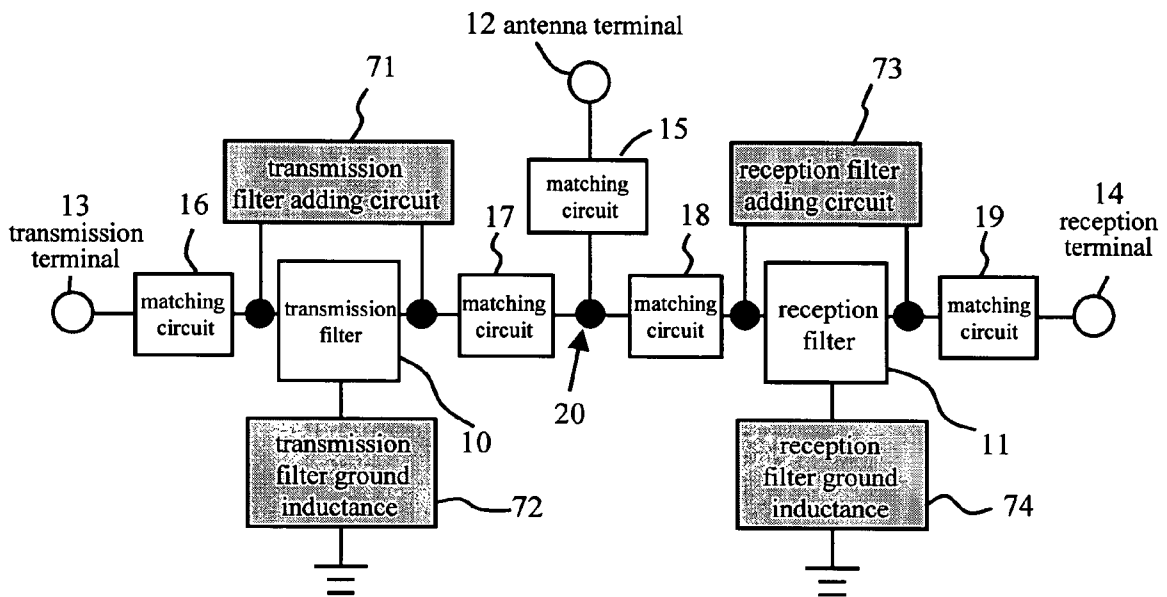 12 antenna terminal
71
73
15
transmission
filter adding circuit
reception filter
adding circuit
matching
circuit
13
transmission
terminal
16
17
18
19
14 reception
terminal
matching
circuit
transmission
filter
matching
circuit
matching
circuit
reception
filter
matching
circuit
20
10
11
transmission
filter ground
inductance
72
reception
filter ground
inductance
74